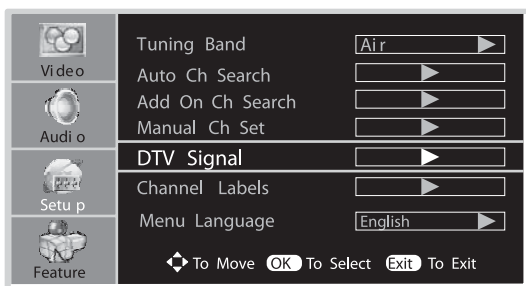 Video
Audio
Setup
Feature
Tuning Band Air
Auto Ch Search
Add On Ch Search
Manual Ch Set
DTV Signal
Channel Labels
Menu Language English
To Move OK To Select Exit To Exit